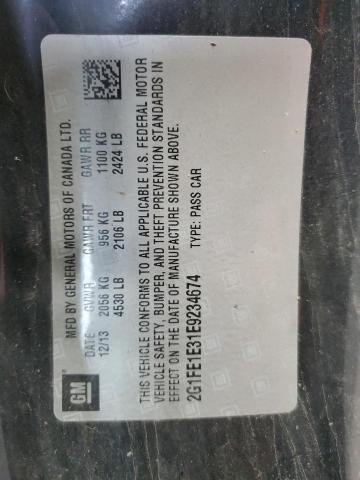 GM
MFD BY GENERAL MOTORS OF CANADA LTD.
DATE GVWR GAWR FRT GAWR RR
12/13 2056 KG 956 KG 1100 KG
4530 LB 2106 LB 2424 LB
THIS VEHICLE CONFORMS TO ALL APPLICABLE U.S. FEDERAL MOTOR
VEHICLE SAFETY, BUMPER, AND THEFT PREVENTION STANDARDS IN
EFFECT ON THE DATE OF MANUFACTURE SHOWN ABOVE.
2G1FE1E31E9234674 TYPE: PASS CAR